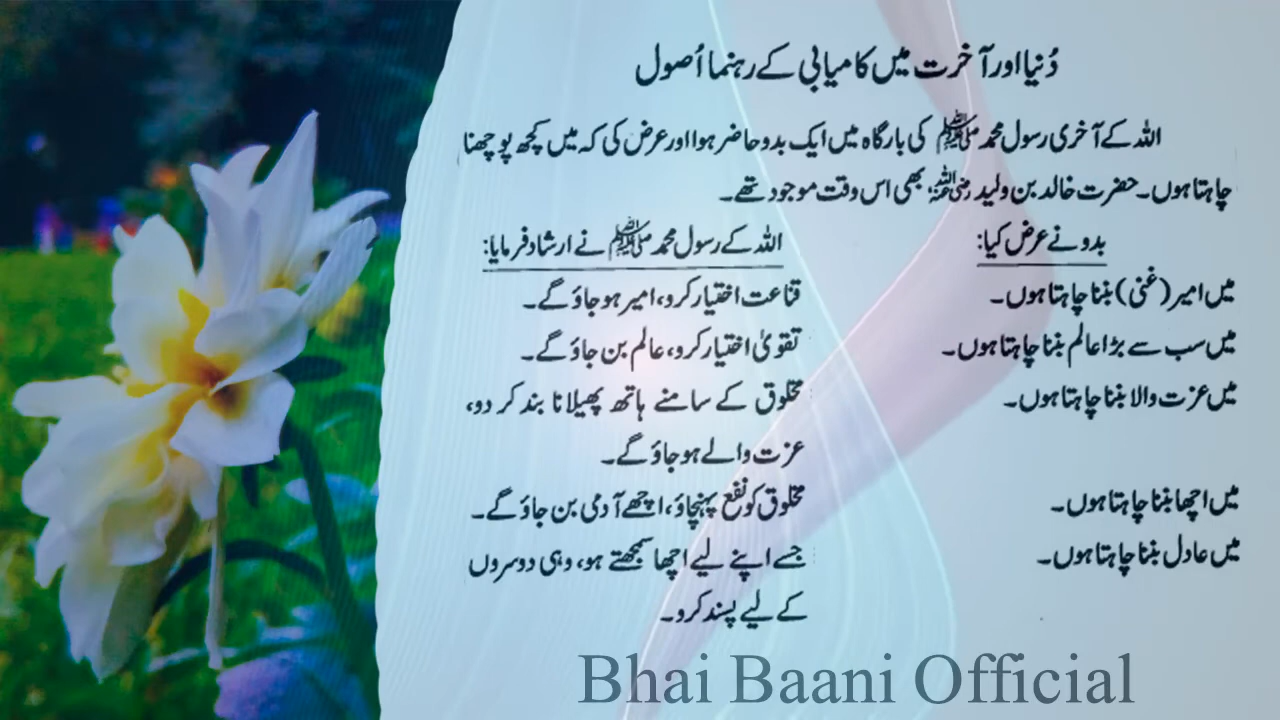 دُنیا اور آخرت میں کامیابی کے رہنما اُصول
اللہ کے آخری رسول محمد ﷺ کی بارگاہ میں ایک بدو حاضر ہوا اور عرض کی کہ میں کچھ پوچھنا
چاہتا ہوں۔ حضرت خالد بن ولید رضی اللہ عنہ، بھی اس وقت موجود تھے۔
بدو نے عرض کیا: اللہ کے رسول محمد ﷺ نے ارشاد فرمایا:
میں امیر (غنی) بننا چاہتا ہوں۔ قناعت اختیار کرو، امیر ہو جاؤ گے۔
میں سب سے بڑا عالم بننا چاہتا ہوں۔ تقویٰ اختیار کرو، عالم بن جاؤ گے۔
میں عزت والا بننا چاہتا ہوں۔ مخلوق کے سامنے ہاتھ پھیلانا بند کر دو،
عزت والے ہو جاؤ گے۔
میں اچھا بننا چاہتا ہوں۔ مخلوق کو نفع پہنچاؤ، اچھے آدمی بن جاؤ گے۔
میں عادل بننا چاہتا ہوں۔ جسے اپنے لیے اچھا سمجھتے ہو، وہی دوسروں
کے لیے پسند کرو۔
Bhai Baani Official